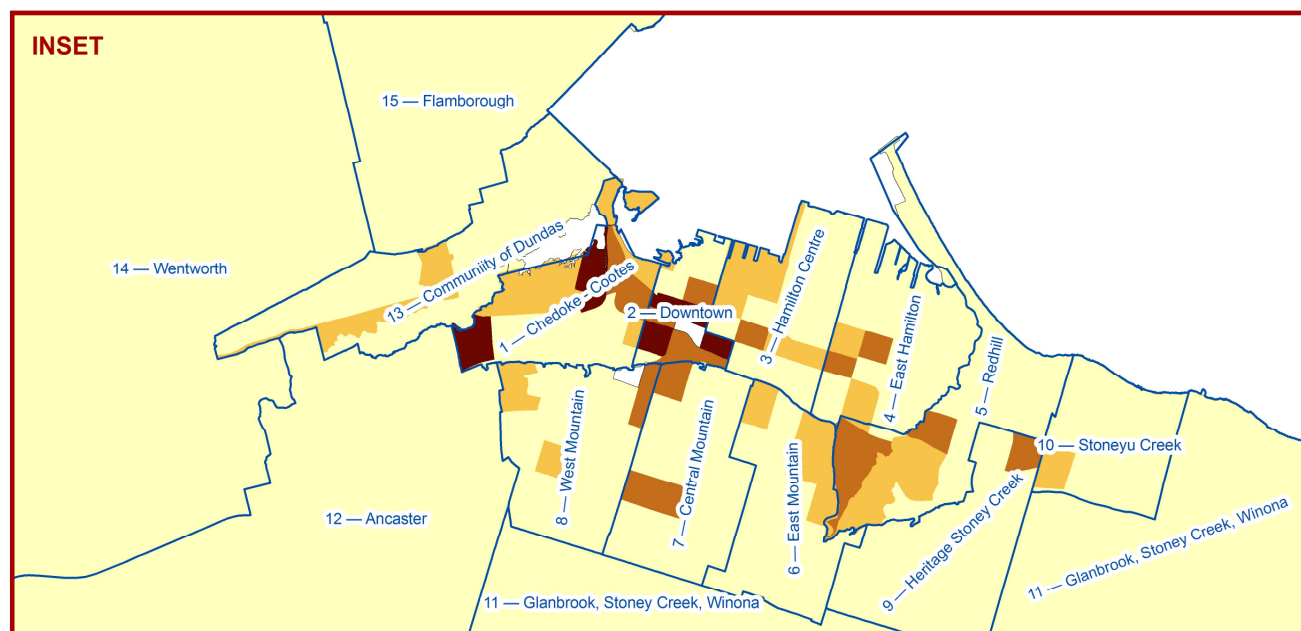 INSET
15 — Flamborough
14 — Wentworth
13 — Communiity of Dundas
1 — Chedoke - Cootes
2 — Downtown
3 — Hamilton Centre
4 — East Hamilton
5 — Redhill
10 — Stoneyu Creek
8 — West Mountain
7 — Central Mountain
6 — East Mountain
9 — Heritage Stoney Creek
12 — Ancaster
11 — Glanbrook, Stoney Creek, Winona
11 — Glanbrook, Stoney Creek, Winona